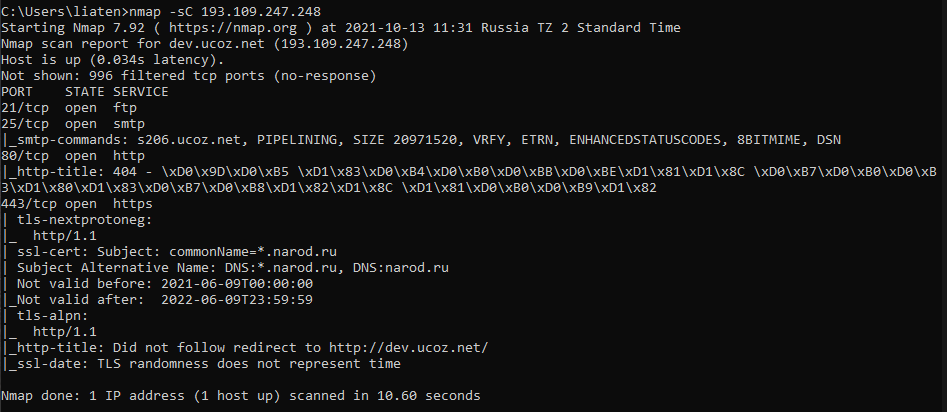 C:\Users\liaten>nmap -sC 193.109.247.248
Starting Nmap 7.92 ( https://nmap.org ) at 2021-10-13 11:31 Russia TZ 2 Standard Time
Nmap scan report for dev.ucoz.net (193.109.247.248)
Host is up (0.034s latency).
Not shown: 996 filtered tcp ports (no-response)
PORT    STATE SERVICE
21/tcp  open  ftp
25/tcp  open  smtp
|_smtp-commands: s206.ucoz.net, PIPELINING, SIZE 20971520, VRFY, ETRN, ENHANCEDSTATUSCODES, 8BITMIME, DSN
80/tcp  open  http
|_http-title: 404 - \xD0\x9D\xD0\xB5 \xD1\x83\xD0\xB4\xD0\xB0\xD0\xBB\xD0\xBE\xD1\x81\xD1\x8C \xD0\xB7\xD0\xB0\xD0\xB
3\xD1\x80\xD1\x83\xD0\xB7\xD0\xB8\xD1\x82\xD1\x8C \xD1\x81\xD0\xB0\xD0\xB9\xD1\x82
443/tcp open  https
| tls-nextprotoneg:
|_  http/1.1
| ssl-cert: Subject: commonName=*.narod.ru
| Subject Alternative Name: DNS:*.narod.ru, DNS:narod.ru
| Not valid before: 2021-06-09T00:00:00
|_Not valid after:  2022-06-09T23:59:59
| tls-alpn:
|_  http/1.1
|_http-title: Did not follow redirect to http://dev.ucoz.net/
|_ssl-date: TLS randomness does not represent time
Nmap done: 1 IP address (1 host up) scanned in 10.60 seconds